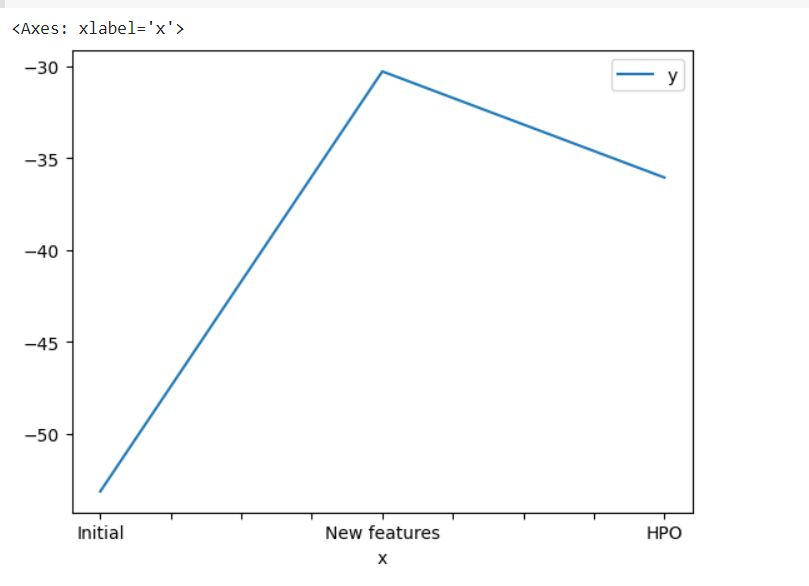 <Axes: xlabel='x'>
y
−30
−35
−40
−45
−50
Initial New features HPO
x